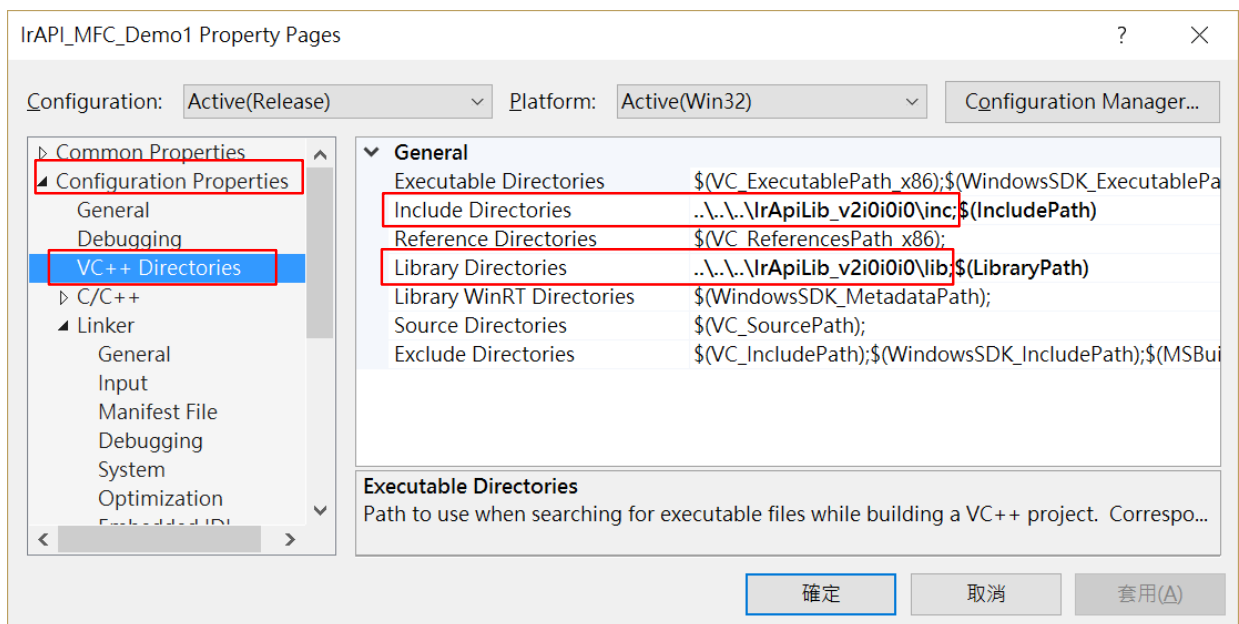 IrAPI_MFC_Demo1 Property Pages
Configuration: Active(Release) Platform: Active(Win32) Configuration Manager...
Common Properties
Configuration Properties
General
Debugging
VC++ Directories
C/C++
Linker
General
Input
Manifest File
Debugging
System
Optimization
General
Executable Directories $(VC_ExecutablePath_x86);$(WindowsSDK_ExecutablePa
Include Directories ..\..\..\IrApiLib_v2i0i0i0\inc;$(IncludePath)
Reference Directories $(VC_ReferencesPath_x86);
Library Directories ..\..\..\IrApiLib_v2i0i0i0\lib;$(LibraryPath)
Library WinRT Directories $(WindowsSDK_MetadataPath);
Source Directories $(VC_SourcePath);
Exclude Directories $(VC_IncludePath);$(WindowsSDK_IncludePath);$(MSBui
Executable Directories
Path to use when searching for executable files while building a VC++ project. Correspo...
確定 取消 套用(A)